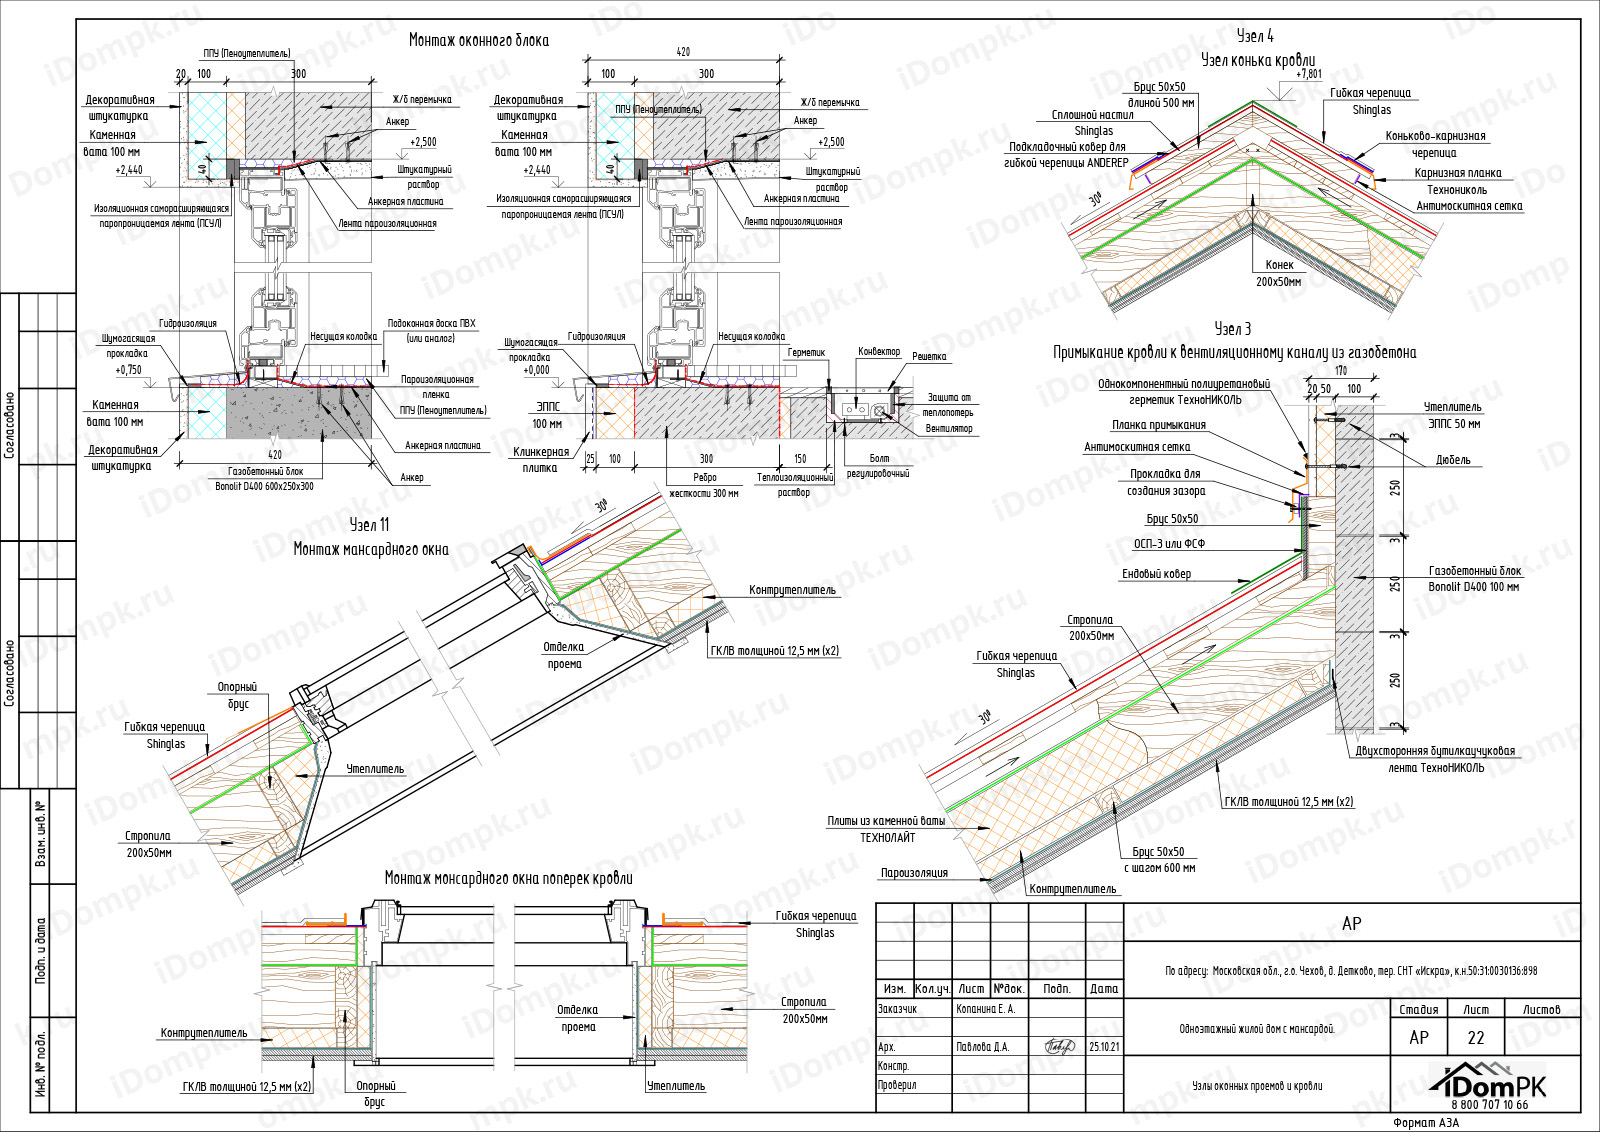 Монтаж оконного блока
ППУ (Пеноутеплитель)
20
100
300
Декоративная
штукатурка
Каменная
вата 100 мм
+2,440
Ж/б перемычка
Анкер
+2,500
40
Штукатурный
раствор
Изоляционная саморасширяющаяся
паропроницаемая лента (ПСУЛ)
Анкерная пластина
Лента пароизоляционная
Гидроизоляция
Шумогасящая
прокладка
+0,750
Несущая колодка
Подоконная доска ПВХ
(или аналог)
Пароизоляционная
пленка
ППУ (Пеноутеплитель)
Каменная
вата 100 мм
Декоративная
штукатурка
Анкерная пластина
Анкер
420
Газобетонный блок
Bonolit D400 600х250х300
420
100
300
Декоративная
штукатурка
Каменная
вата 100 мм
+2,440
ППУ (Пеноутеплитель)
Ж/б перемычка
Анкер
+2,500
40
Штукатурный
раствор
Изоляционная саморасширяющаяся
паропроницаемая лента (ПСУЛ)
Анкерная пластина
Лента пароизоляционная
Гидроизоляция
Шумогасящая
прокладка
+0,000
Несущая колодка
Герметик
Конвектор
Решетка
Защита от
теплопотерь
Вентилятор
ЭППС
100 мм
Клинкерная
плитка
25
100
300
150
Ребро
жесткости 300 мм
Теплоизоляционный
раствор
Болт
регулировочный
Узел 4
Узел конька кровли
+7,801
Брус 50х50
длиной 500 мм
Сплошной настил
Shinglas
Подкладочный ковер для
гибкой черепицы ANDEREP
Гибкая черепица
Shinglas
Коньково-карнизная
черепица
Карнизная планка
Технониколь
Антимоскитная сетка
30°
Конек
200х50мм
Узел 3
Примыкание кровли к вентиляционному каналу из газобетона
170
20
50
100
Однокомпонентный полиуретановый
герметик ТехноНИКОЛЬ
Планка примыкания
Антимоскитная сетка
Прокладка для
создания зазора
Брус 50х50
ОСП-3 или ФСФ
Ендовый ковер
Утеплитель
ЭППС 50 мм
Дюбель
3
250
3
250
3
250
3
Газобетонный блок
Bonolit D400 100 мм
Стропила
200х50мм
Гибкая черепица
Shinglas
30°
Двухсторонняя бутилкаучуковая
лента ТехноНИКОЛЬ
ГКЛВ толщиной 12,5 мм (х2)
Плиты из каменной ваты
ТЕХНОЛАЙТ
Пароизоляция
Брус 50х50
с шагом 600 мм
Контрутеплитель
Узел 11
Монтаж мансардного окна
30°
Контрутеплитель
ГКЛВ толщиной 12,5 мм (х2)
Отделка
проема
Опорный
брус
Гибкая черепица
Shinglas
Утеплитель
Стропила
200х50мм
Монтаж монсардного окна поперек кровли
Гибкая черепица
Shinglas
Отделка
проема
Стропила
200х50мм
Контрутеплитель
ГКЛВ толщиной 12,5 мм (х2)
Опорный
брус
Утеплитель
Согласовано
Согласовано
Взам. инв. №
Подп. и дата
Инв. № подл.
АР
По адресу: Московская обл., г.о. Чехов, д. Детково, тер. СНТ «Искра», к.н.50:31:0030136:898
Изм. Кол.уч. Лист №док. Подп. Дата
Заказчик Копанина Е. А.
Арх. Павлова Д.А. 25.10.21
Констр.
Проверил
Одноэтажный жилой дом с мансардой.
Стадия Лист Листов
АР 22
Узлы оконных проемов и кровли
iDomPK
8 800 707 10 66
Формат А3А
iDompk.ru